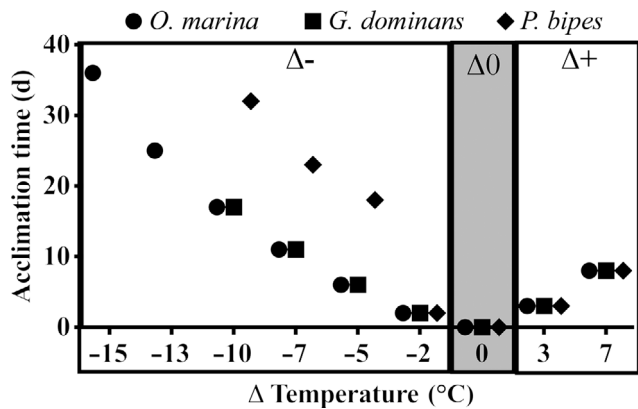 ● O. marina ■ G. dominans ◆ P. bipes
Δ- Δ0 Δ+
Acclimation time (d)
40
30
20
10
0
–15 –13 –10 –7 –5 –2 0 3 7
Δ Temperature (°C)